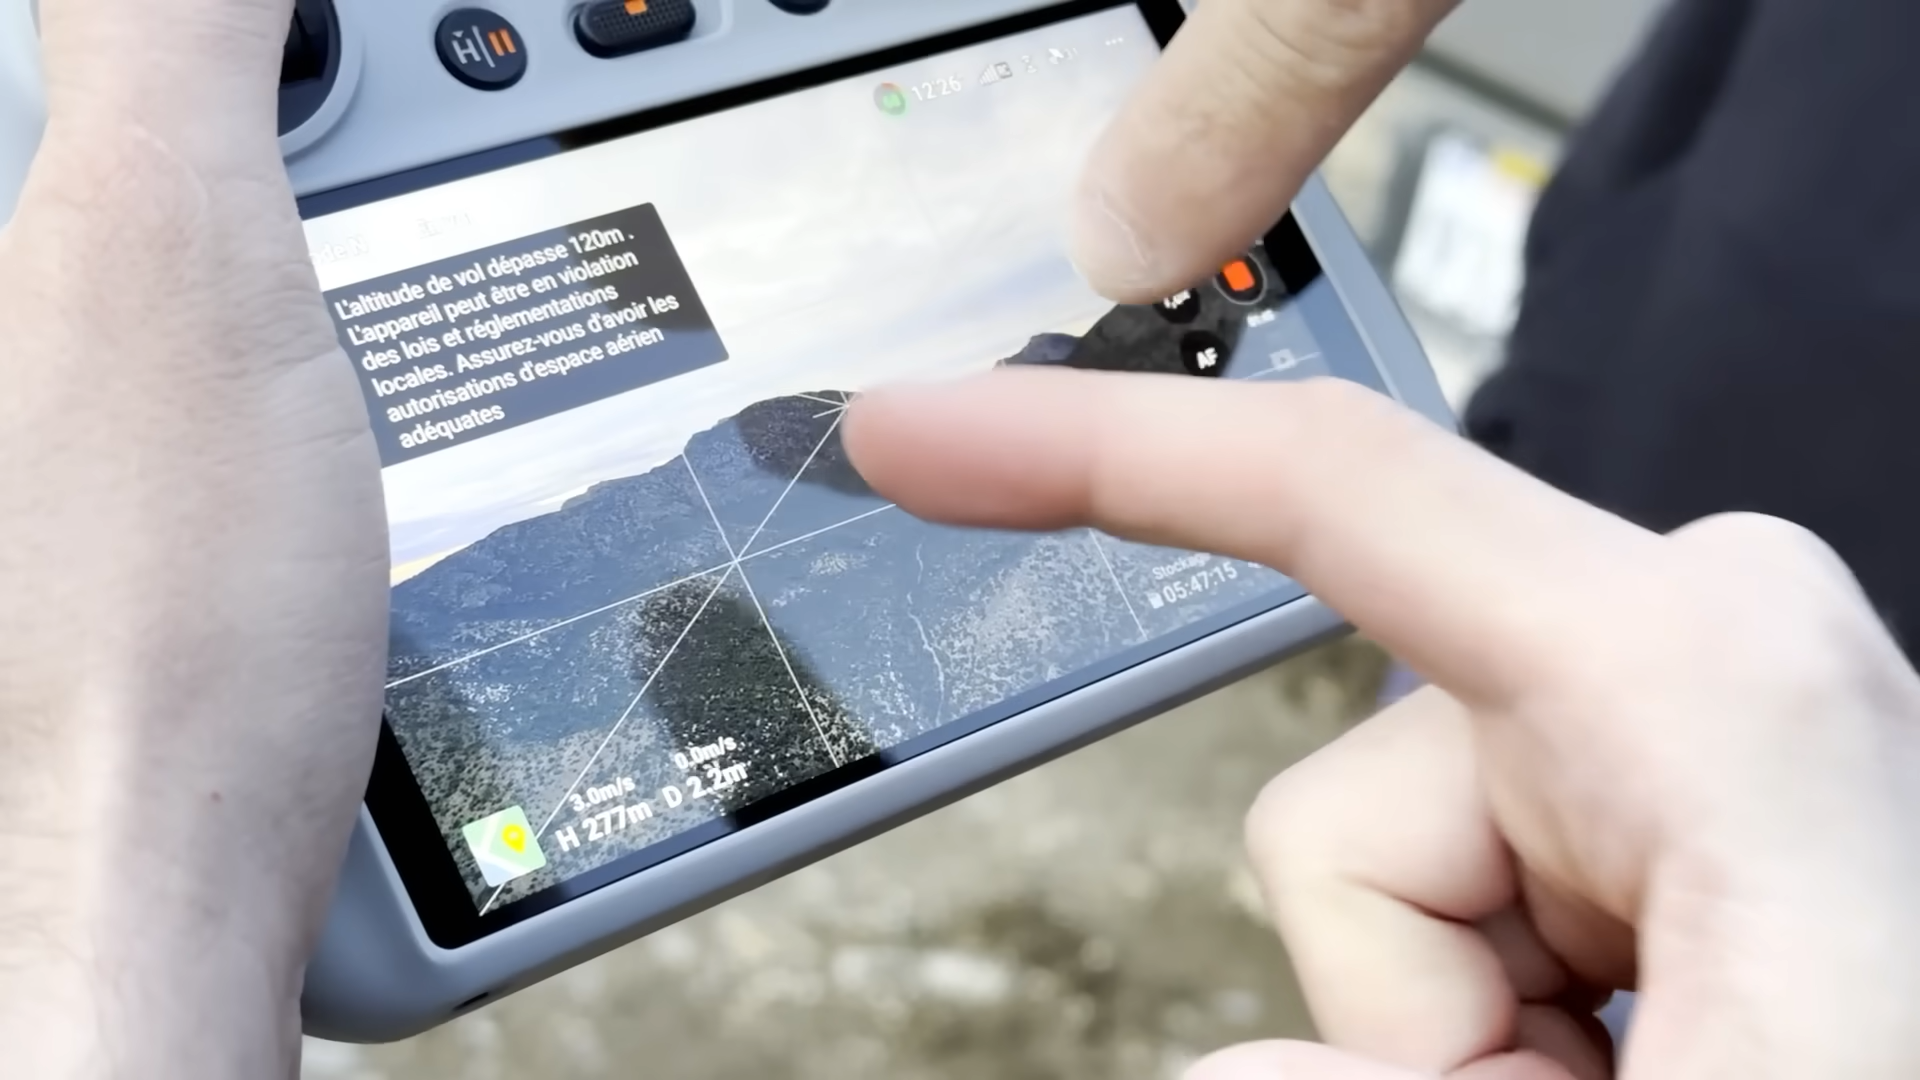 H
12'26
L'altitude de vol dépasse 120m .
L'appareil peut être en violation
des lois et réglementations
locales. Assurez-vous d'avoir les
autorisations d'espace aérien
adéquates
AF
Stockage
05:47:15
3.0m/s 0.0m/s
H 277m D 2.2m